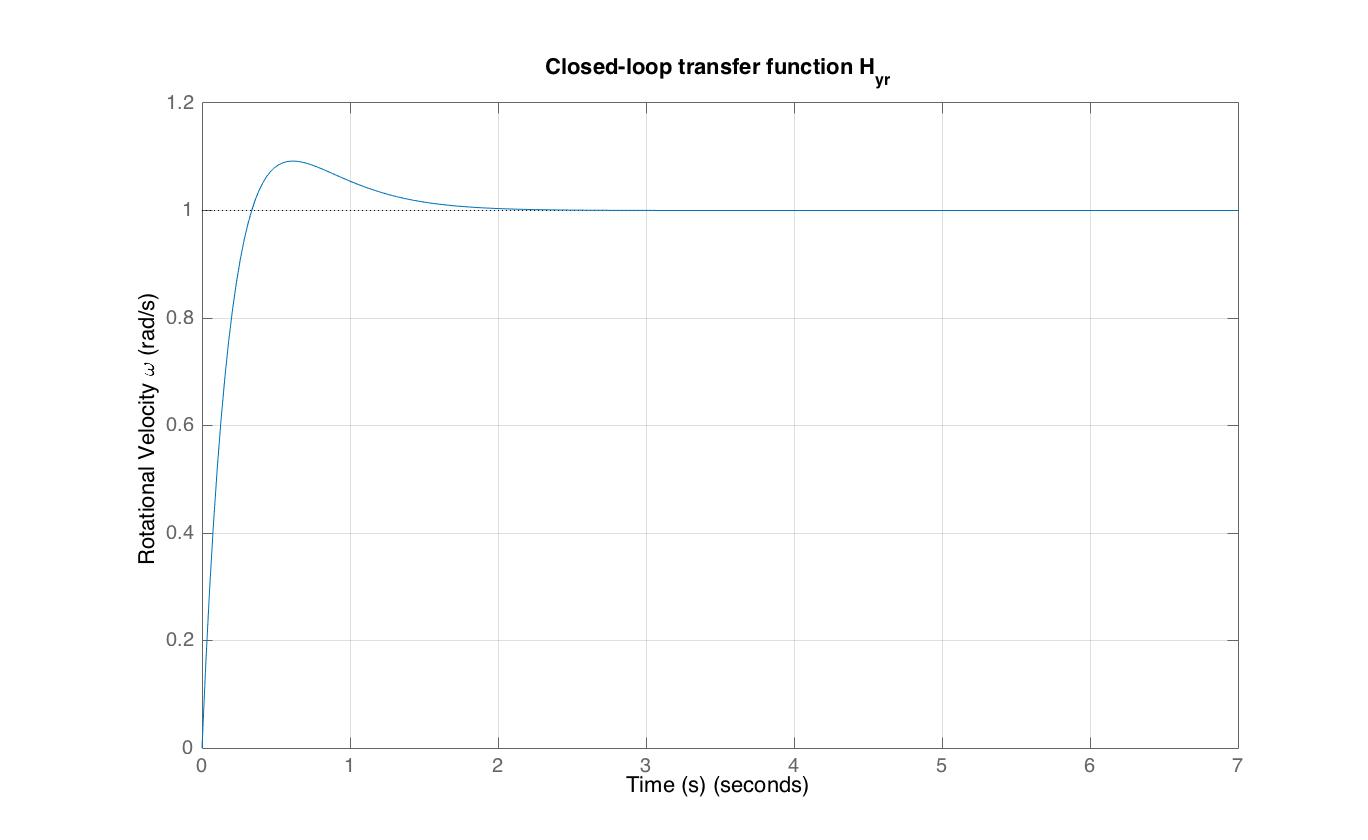 Closed-loop transfer function Hyr
1.2
1
0.8
0.6
0.4
0.2
0
Rotational Velocity ω (rad/s)
0 1 2 3 4 5 6 7
Time (s) (seconds)